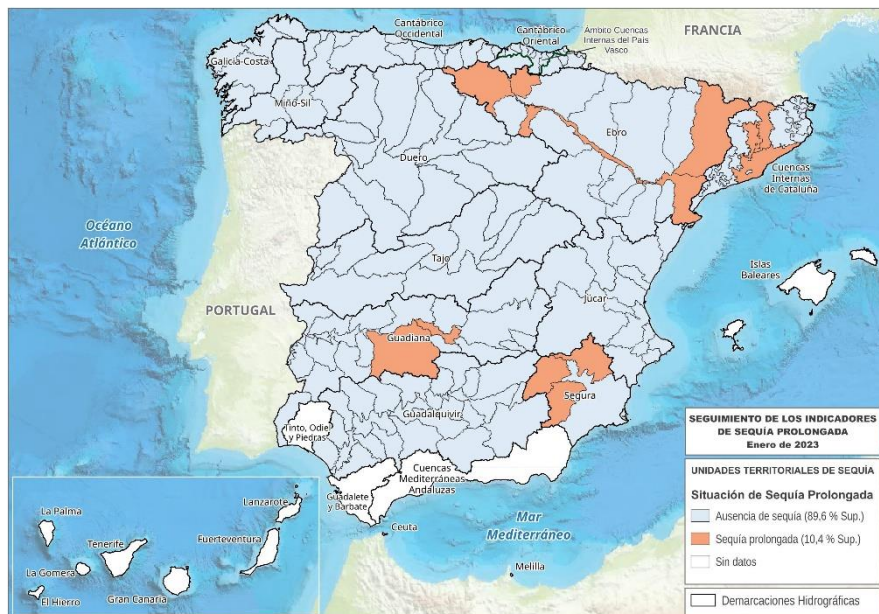 Cantábrico
Occidental
Cantábrico
Oriental
Ámbito Cuencas
Internas del País
Vasco
FRANCIA
Galicia-Costa
Miño-Sil
Ebro
Duero
Cuencas
Internas
de Cataluña
Océano
Atlántico
Tajo
Islas
Baleares
Júcar
PORTUGAL
Guadiana
Segura
Guadalquivir
Tinto, Odiel
y Piedras
Cuencas
Mediterráneas
Andaluzas
Guadalete
y Barbate
Ceuta
Mar
Mediterráneo
Melilla
La Palma
Lanzarote
Tenerife
Fuerteventura
La Gomera
El Hierro
Gran Canaria
SEGUIMIENTO DE LOS INDICADORES
DE SEQUÍA PROLONGADA
Enero de 2023
UNIDADES TERRITORIALES DE SEQUÍA
Situación de Sequía Prolongada
Ausencia de sequía (89,6 % Sup.)
Sequía prolongada (10,4 % Sup.)
Sin datos
Demarcaciones Hidrográficas